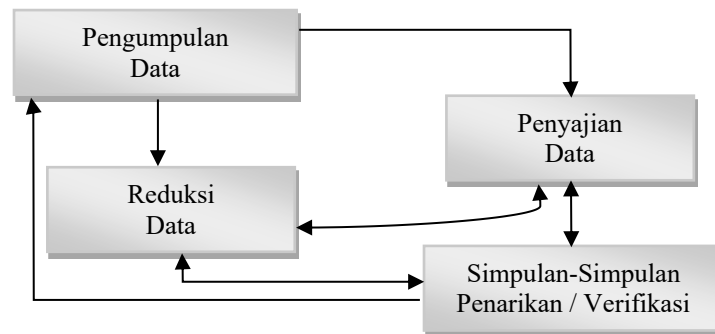 Pengumpulan
Data
Penyajian
Data
Reduksi
Data
Simpulan-Simpulan
Penarikan / Verifikasi